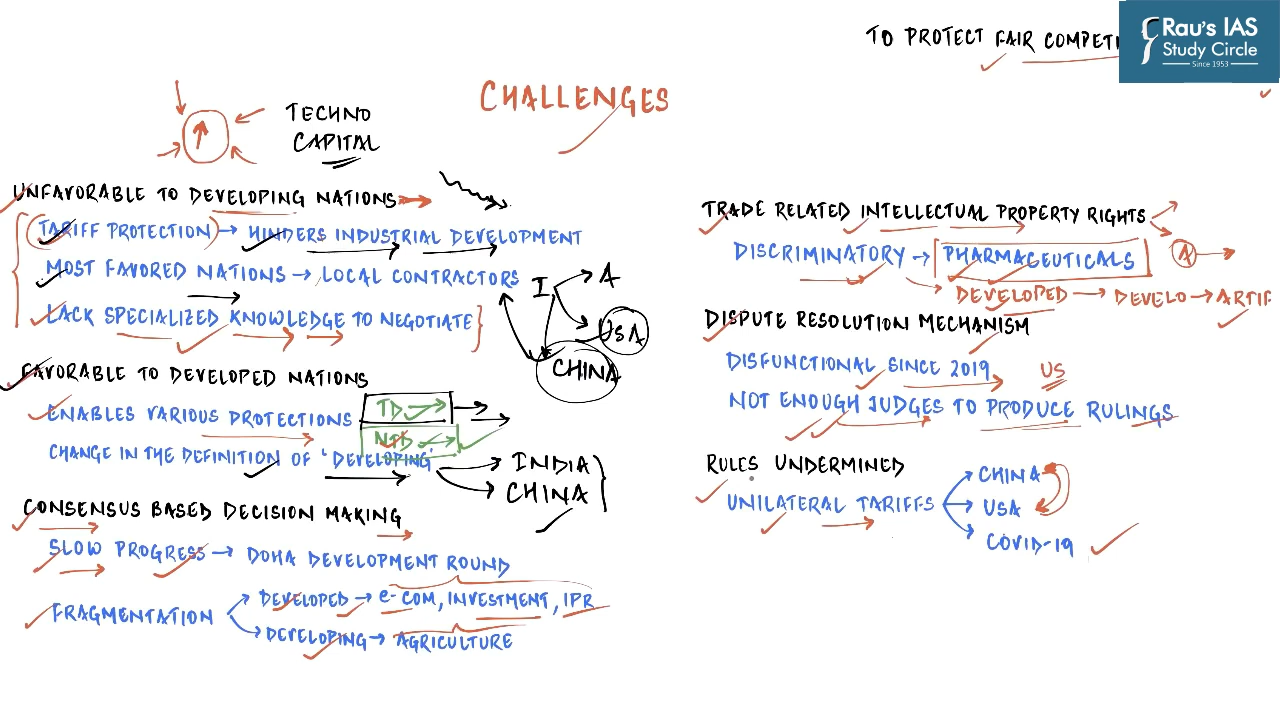 TO PROTECT FAIR COMPETI
Rau's IAS
Study Circle
Since 1953
CHALLENGES
TECHNO
CAPITAL
UNFAVORABLE TO DEVELOPING NATIONS
TARIFF PROTECTION → HINDERS INDUSTRIAL DEVELOPMENT
MOST FAVORED NATIONS → LOCAL CONTRACTORS
LACK SPECIALIZED KNOWLEDGE TO NEGOTIATE
I
A
USA
CHINA
FAVORABLE TO DEVELOPED NATIONS
ENABLES VARIOUS PROTECTIONS
TD
NTB
CHANGE IN THE DEFINITION OF 'DEVELOPING'
INDIA
CHINA
CONSENSUS BASED DECISION MAKING
SLOW PROGRESS → DOHA DEVELOPMENT ROUND
FRAGMENTATION
DEVELOPED → e-COM, INVESTMENT, IPR
DEVELOPING → AGRICULTURE
TRADE RELATED INTELLECTUAL PROPERTY RIGHTS
DISCRIMINATORY → PHARMACEUTICALS
A
DEVELOPED → DEVELO → ARTIF
DISPUTE RESOLUTION MECHANISM
DISFUNCTIONAL SINCE 2019
US
NOT ENOUGH JUDGES TO PRODUCE RULINGS
RULES UNDERMINED
UNILATERAL TARIFFS
CHINA
USA
COVID-19